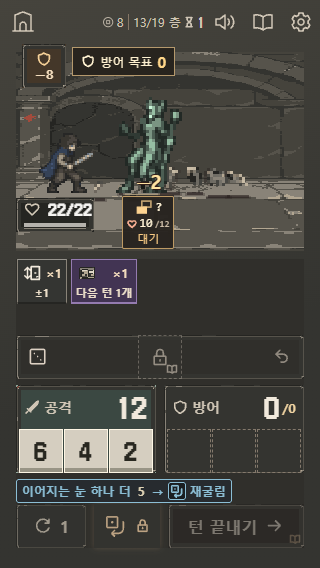 8 13/19 층 1
-8
방어 목표 0
-2
22/22
?
10/12
대기
×1
±1
×1
다음 턴 1개
공격 12
방어 0/0
6 4 2
이어지는 눈 하나 더 5 → 재굴림
1
턴 끝내기 →